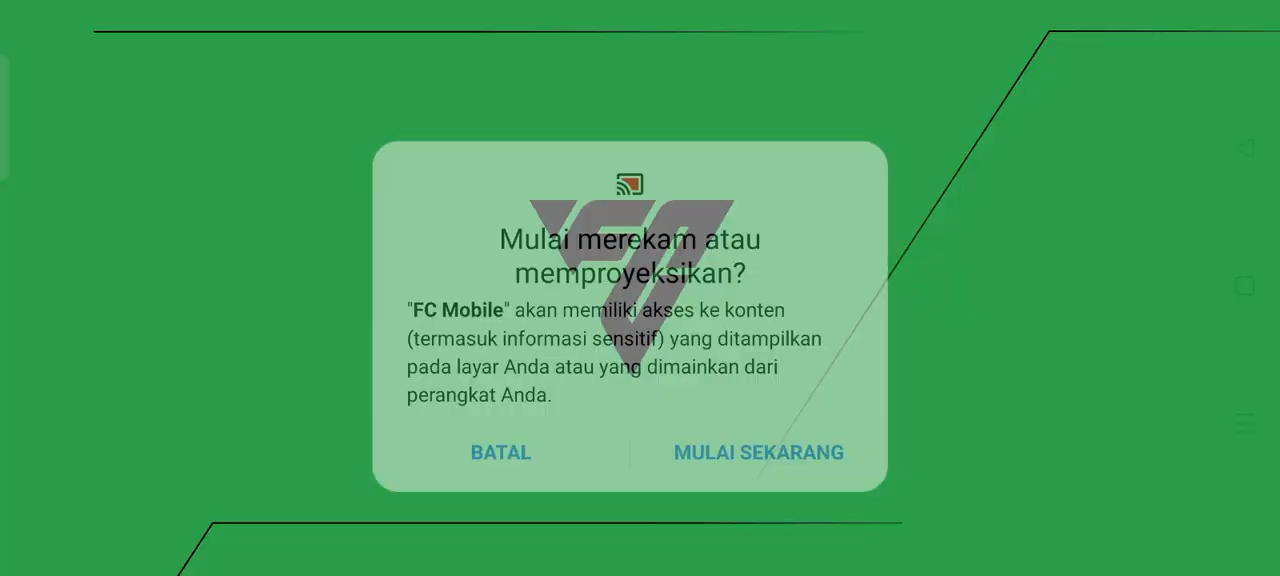 Mulai merekam atau
memproyeksikan?
"FC Mobile" akan memiliki akses ke konten
(termasuk informasi sensitif) yang ditampilkan
pada layar Anda atau yang dimainkan dari
perangkat Anda.
BATAL
MULAI SEKARANG